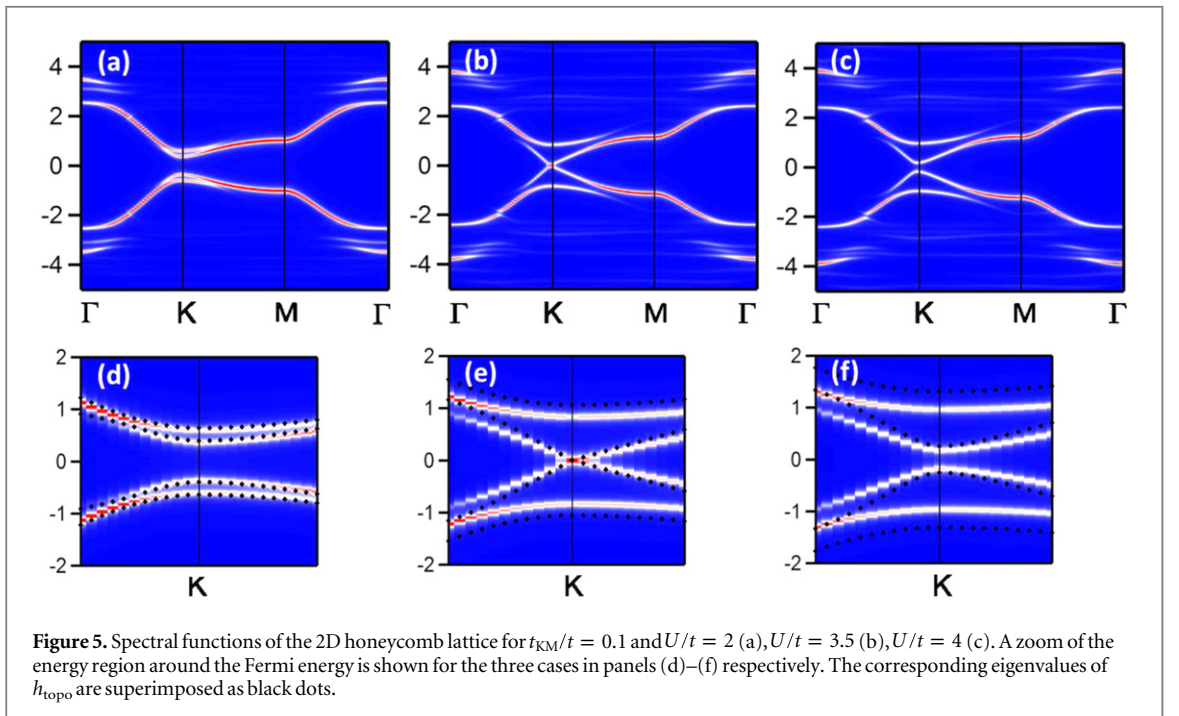 (a) (b) (c)
4 4 4
2 2 2
0 0 0
-2 -2 -2
-4 -4 -4
Γ K M Γ Γ K M Γ Γ K M Γ
(d) (e) (f)
2 2 2
1 1 1
0 0 0
-1 -1 -1
-2 -2 -2
K K K
Figure 5. Spectral functions of the 2D honeycomb lattice for t_KM/t = 0.1 and U/t = 2 (a), U/t = 3.5 (b), U/t = 4 (c). A zoom of the
energy region around the Fermi energy is shown for the three cases in panels (d)–(f) respectively. The corresponding eigenvalues of
h_topo are superimposed as black dots.